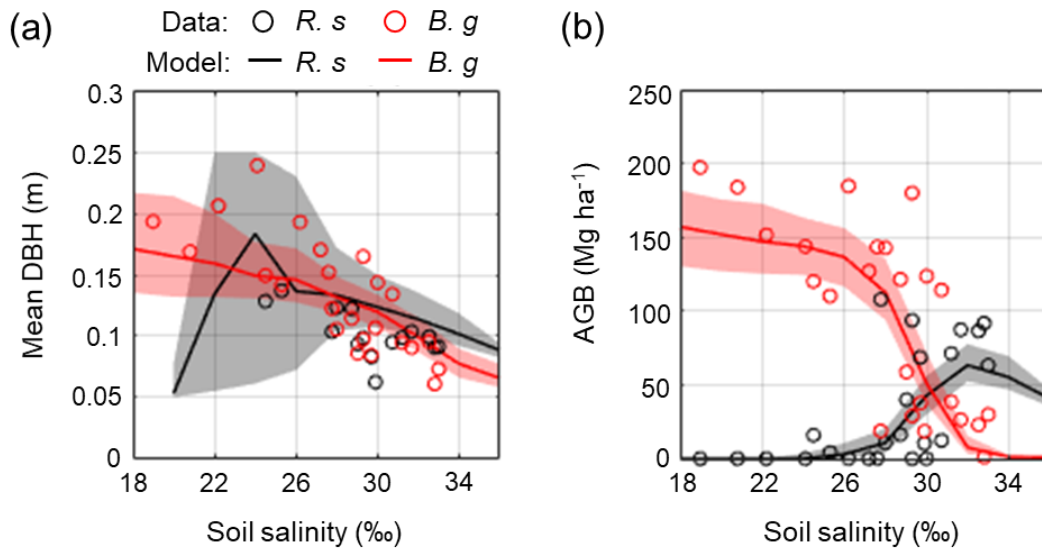 (a)
Data: R. s B. g
Model: R. s B. g
0.3
0.25
0.2
0.15
0.1
0.05
0
18 22 26 30 34
Mean DBH (m)
Soil salinity (‰)
(b)
250
200
150
100
50
0
18 22 26 30 34
AGB (Mg ha⁻¹)
Soil salinity (‰)